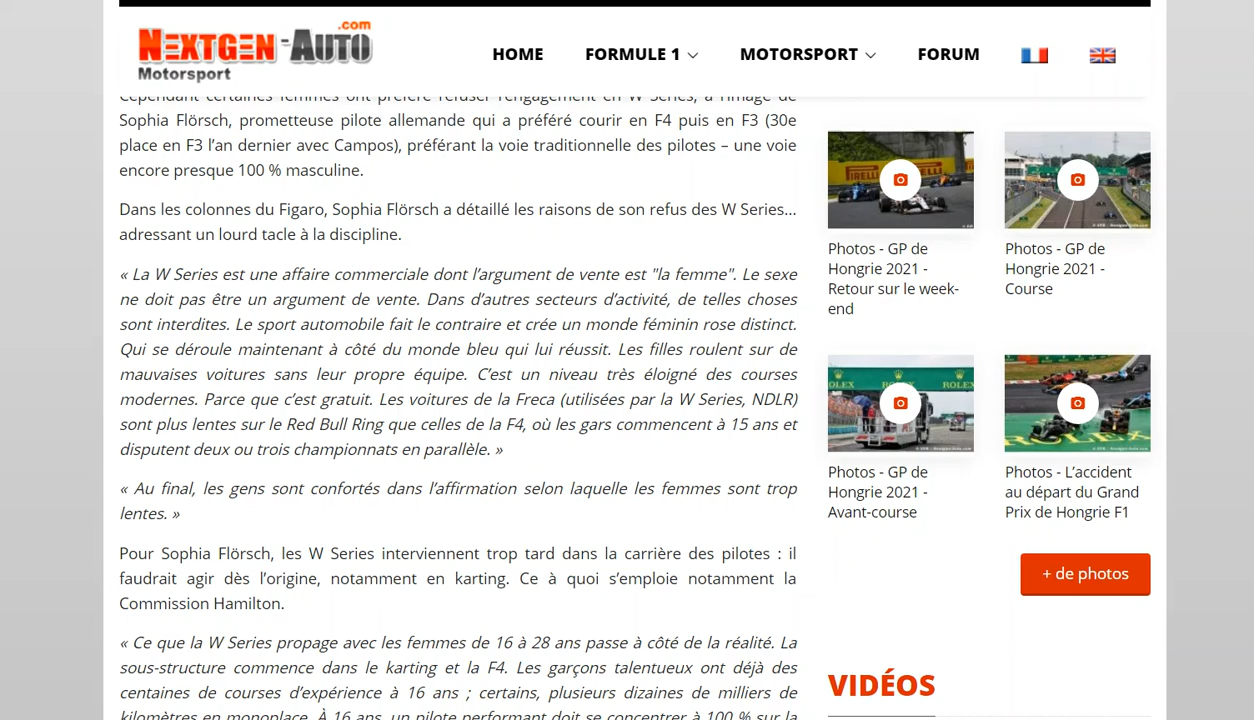 NEXTGEN-AUTO.com
Motorsport
HOME
FORMULE 1
MOTORSPORT
FORUM
Cependant certaines femmes ont préféré refuser l'engagement en W Series, à l'image de
Sophia Flörsch, prometteuse pilote allemande qui a préféré courir en F4 puis en F3 (30e
place en F3 l'an dernier avec Campos), préférant la voie traditionnelle des pilotes – une voie
encore presque 100 % masculine.
Dans les colonnes du Figaro, Sophia Flörsch a détaillé les raisons de son refus des W Series…
adressant un lourd tacle à la discipline.
« La W Series est une affaire commerciale dont l'argument de vente est "la femme". Le sexe
ne doit pas être un argument de vente. Dans d'autres secteurs d'activité, de telles choses
sont interdites. Le sport automobile fait le contraire et crée un monde féminin rose distinct.
Qui se déroule maintenant à côté du monde bleu qui lui réussit. Les filles roulent sur de
mauvaises voitures sans leur propre équipe. C'est un niveau très éloigné des courses
modernes. Parce que c'est gratuit. Les voitures de la Freca (utilisées par la W Series, NDLR)
sont plus lentes sur le Red Bull Ring que celles de la F4, où les gars commencent à 15 ans et
disputent deux ou trois championnats en parallèle. »
« Au final, les gens sont confortés dans l'affirmation selon laquelle les femmes sont trop
lentes. »
Pour Sophia Flörsch, les W Series interviennent trop tard dans la carrière des pilotes : il
faudrait agir dès l'origine, notamment en karting. Ce à quoi s'emploie notamment la
Commission Hamilton.
« Ce que la W Series propage avec les femmes de 16 à 28 ans passe à côté de la réalité. La
sous-structure commence dans le karting et la F4. Les garçons talentueux ont déjà des
centaines de courses d'expérience à 16 ans ; certains, plusieurs dizaines de milliers de
kilomètres en monoplace. À 16 ans, un pilote performant doit se concentrer à 100 % sur la
PIRELLI
Photos - GP de
Hongrie 2021 -
Retour sur le week-
end
Photos - GP de
Hongrie 2021 -
Course
ROLEX
ROLEX
Photos - GP de
Hongrie 2021 -
Avant-course
ROLEX
Photos - L'accident
au départ du Grand
Prix de Hongrie F1
+ de photos
VIDÉOS